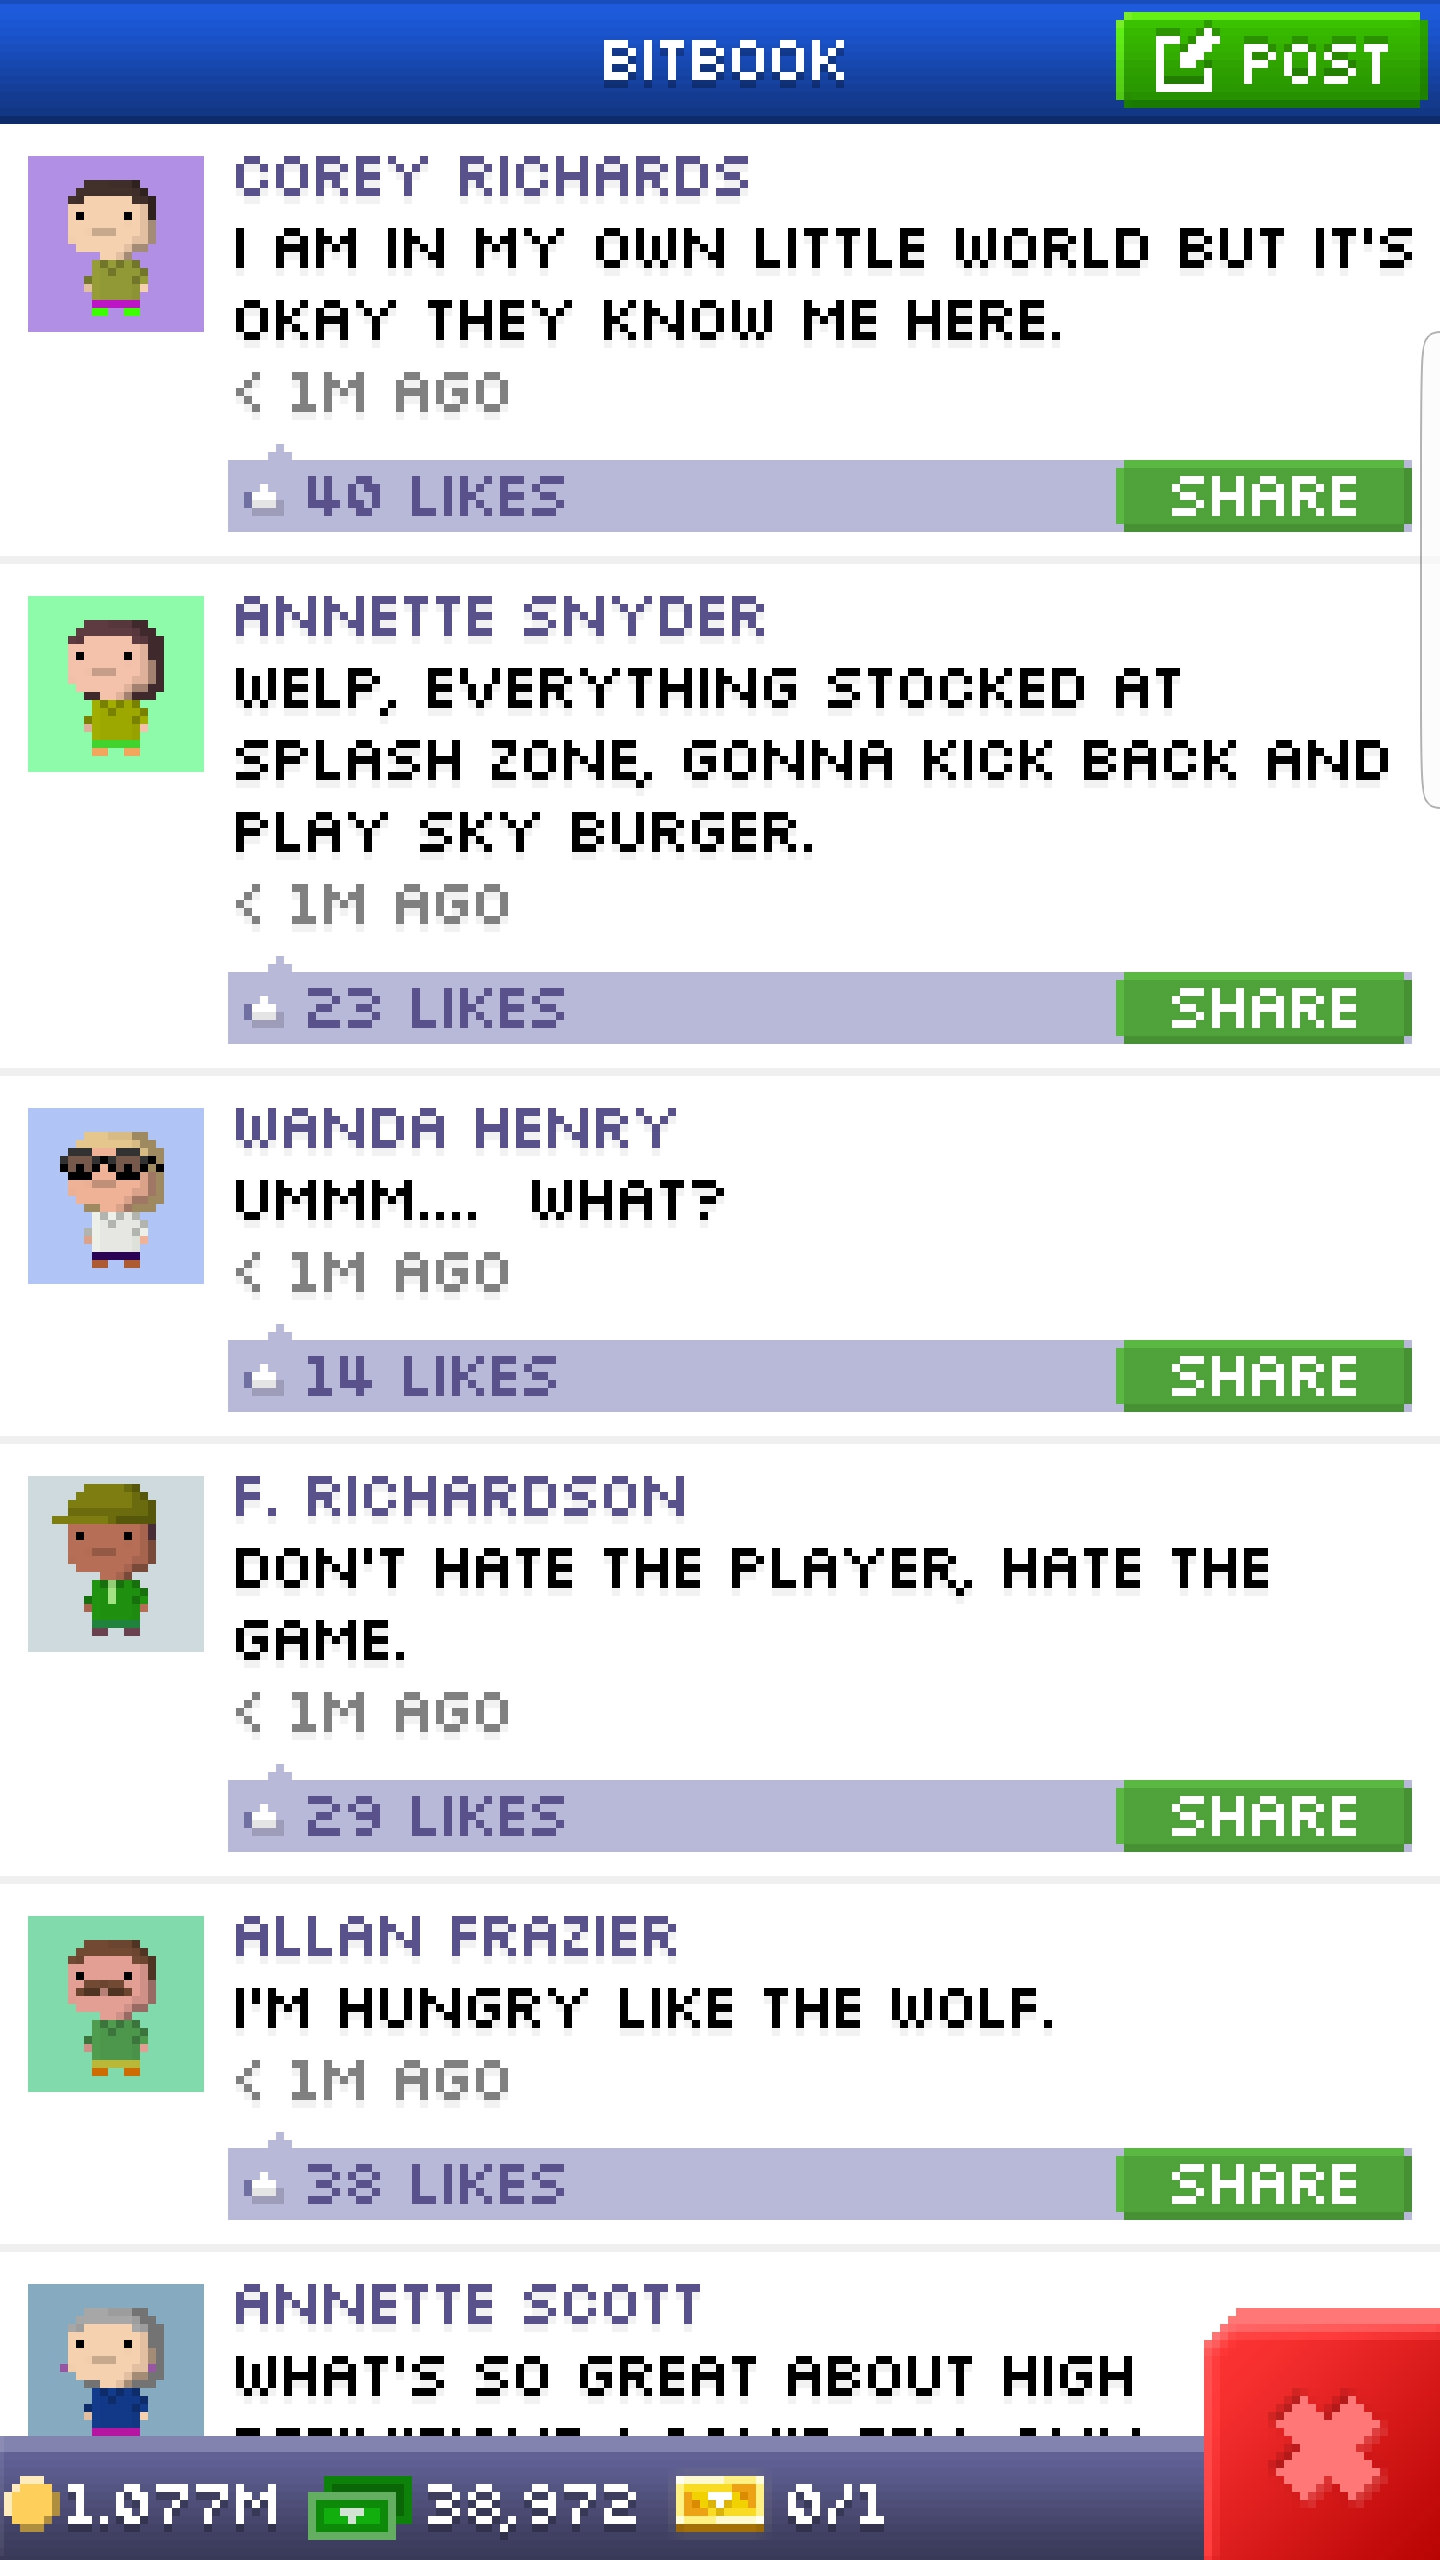 BITBOOK
POST
COREY RICHARDS
I AM IN MY OWN LITTLE WORLD BUT IT'S
OKAY THEY KNOW ME HERE.
< 1M AGO
40 LIKES
SHARE
ANNETTE SNYDER
WELP, EVERYTHING STOCKED AT
SPLASH ZONE, GONNA KICK BACK AND
PLAY SKY BURGER.
< 1M AGO
23 LIKES
SHARE
WANDA HENRY
UMMM.... WHAT?
< 1M AGO
14 LIKES
SHARE
F. RICHARDSON
DON'T HATE THE PLAYER, HATE THE
GAME.
< 1M AGO
29 LIKES
SHARE
ALLAN FRAZIER
I'M HUNGRY LIKE THE WOLF.
< 1M AGO
38 LIKES
SHARE
ANNETTE SCOTT
WHAT'S SO GREAT ABOUT HIGH
1.077M 38,972 0/1